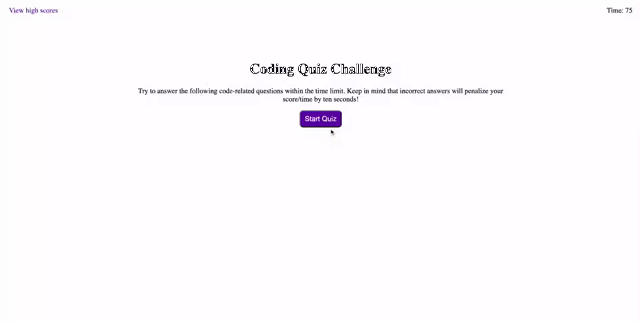 View high scores
Time: 75
Coding Quiz Challenge
Try to answer the following code-related questions within the time limit. Keep in mind that incorrect answers will penalize your
score/time by ten seconds!
Start Quiz